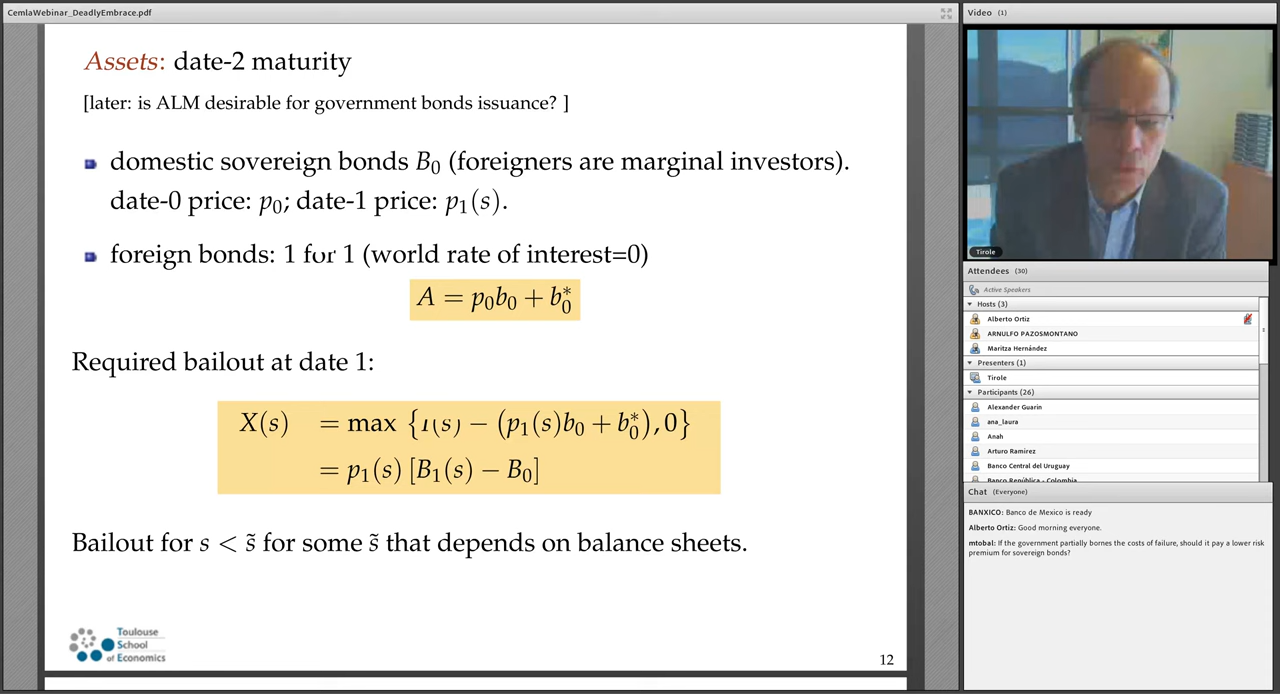 CemlaWebinar_DeadlyEmbrace.pdf
Assets: date-2 maturity
[later: is ALM desirable for government bonds issuance? ]
domestic sovereign bonds B₀ (foreigners are marginal investors).
date-0 price: p₀; date-1 price: p₁(s).
foreign bonds: 1 for 1 (world rate of interest=0)
A = p₀b₀ + b₀*
Required bailout at date 1:
X(s) = max {(s) − (p₁(s)b₀ + b₀*), 0}
= p₁(s) [B₁(s) − B₀]
Bailout for s < s̃ for some s̃ that depends on balance sheets.
Toulouse
School
of Economics
12
Video (1)
Tirole
Attendees (30)
Active Speakers
Hosts (3)
Alberto Ortiz
ARNULFO PAZOSMONTANO
Maritza Hernández
Presenters (1)
Tirole
Participants (26)
Alexander Guarin
ana_laura
Anah
Arturo Ramirez
Banco Central del Uruguay
Banco República - Colombia
Chat (Everyone)
BANXICO: Banco de Mexico is ready
Alberto Ortiz: Good morning everyone.
mtobal: If the government partially bornes the costs of failure, should it pay a lower risk
premium for sovereign bonds?